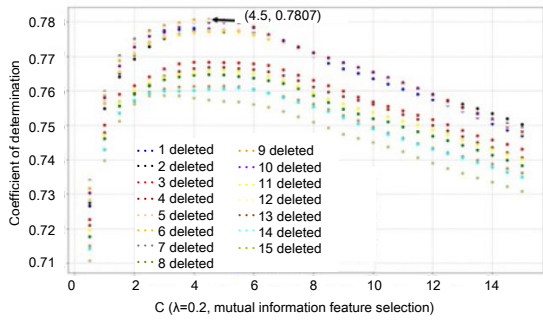 (4.5, 0.7807)
0.78
0.77
0.76
0.75
0.74
0.73
0.72
0.71
Coefficient of determination
1 deleted
2 deleted
3 deleted
4 deleted
5 deleted
6 deleted
7 deleted
8 deleted
9 deleted
10 deleted
11 deleted
12 deleted
13 deleted
14 deleted
15 deleted
0 2 4 6 8 10 12 14
C (λ=0.2, mutual information feature selection)